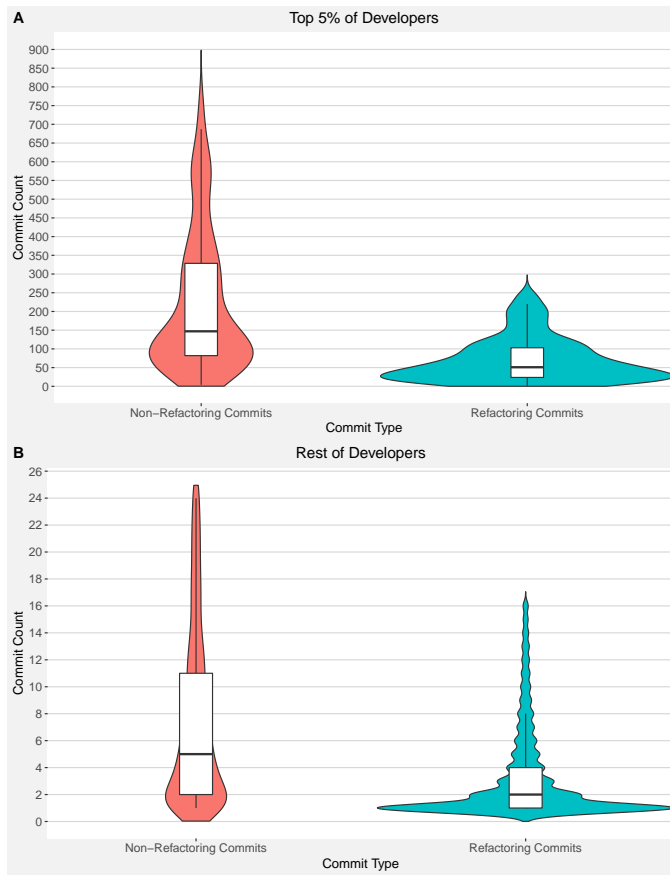 A
Top 5% of Developers
900
850
800
750
700
650
600
550
500
450
400
350
300
250
200
150
100
50
0
Commit Count
Non−Refactoring Commits
Refactoring Commits
Commit Type
B
Rest of Developers
26
24
22
20
18
16
14
12
10
8
6
4
2
0
Commit Count
Non−Refactoring Commits
Refactoring Commits
Commit Type